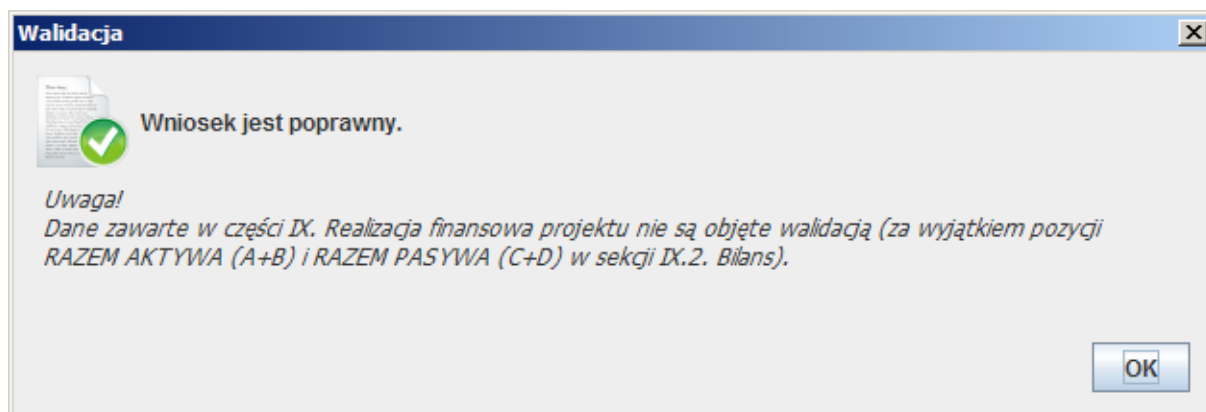 Walidacja
Wniosek jest poprawny.
Uwaga!
Dane zawarte w części IX. Realizacja finansowa projektu nie są objęte walidacją (za wyjątkiem pozycji
RAZEM AKTYWA (A+B) i RAZEM PASYWA (C+D) w sekcji IX.2. Bilans).
OK